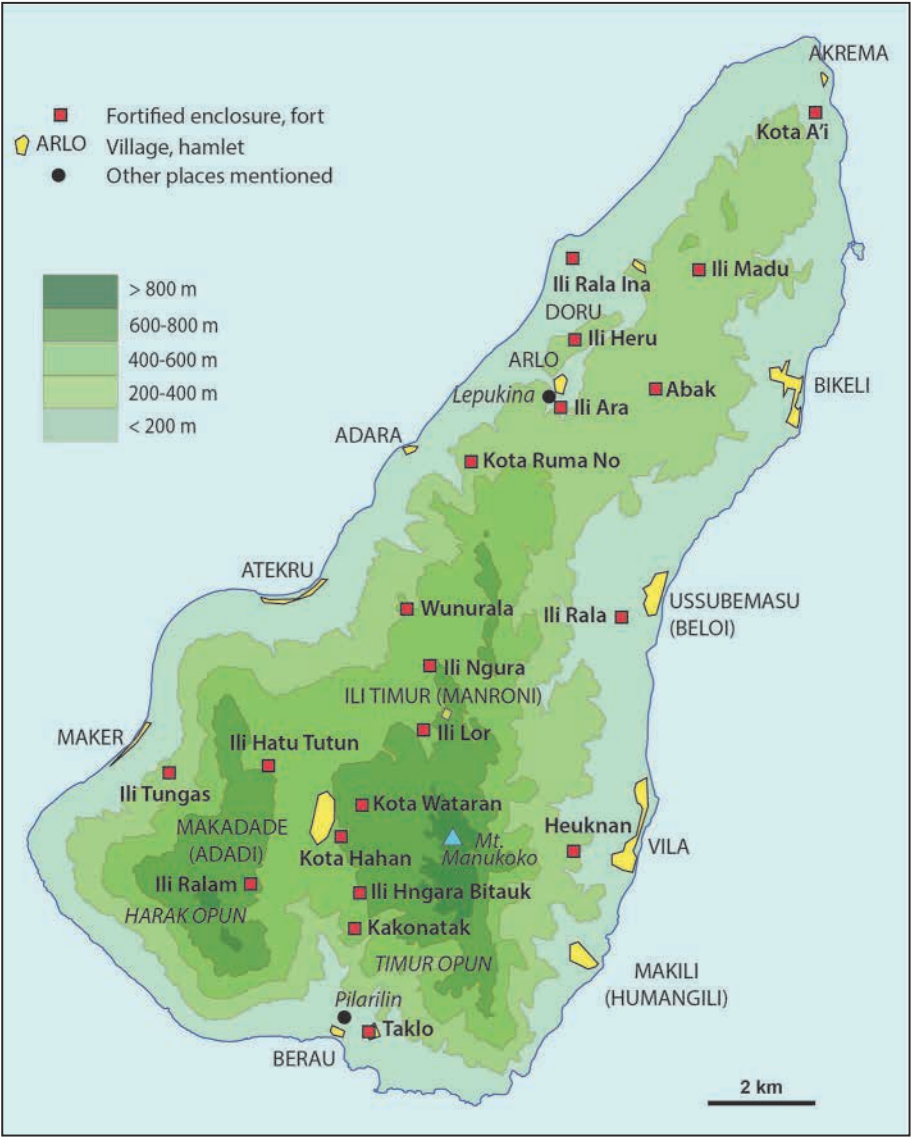 AKREMA
Fortified enclosure, fort
ARLO
Village, hamlet
Kota A'i
Other places mentioned
> 800 m
600-800 m
400-600 m
200-400 m
< 200 m
Ili Madu
Ili Rala Ina
DORU
Ili Heru
ARLO
Lepukina
Abak
BIKELI
Ili Ara
ADARA
Kota Ruma No
ATEKRU
Wunurala
Ili Rala
USSUBEMASU
(BELOI)
Ili Ngura
ILI TIMUR (MANRONI)
Ili Lor
MAKER
Ili Hatu Tutun
Ili Tungas
Kota Wataran
MAKADADE
(ADADI)
Heuknan
Mt.
Manukoko
VILA
Kota Hahan
Ili Ralam
Ili Hngara Bitauk
HARAK OPUN
Kakonatak
TIMUR OPUN
MAKILI
(HUMANGILI)
Pilarilin
Taklo
BERAU
2 km